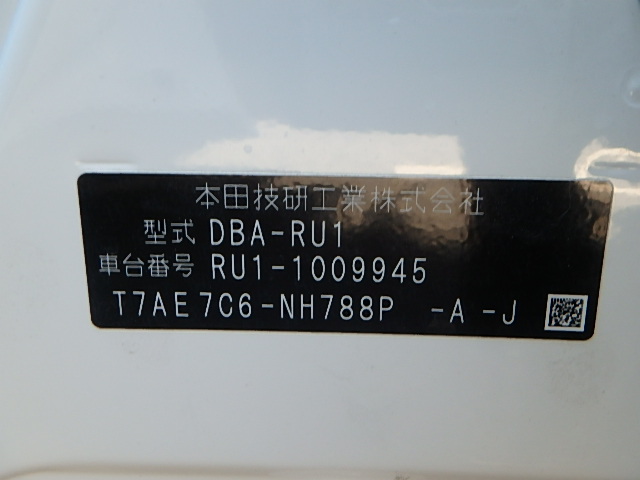 本田技研工業株式会社
型式 DBA-RU1
車台番号 RU1-1009945
T7AE7C6-NH788P -A-J